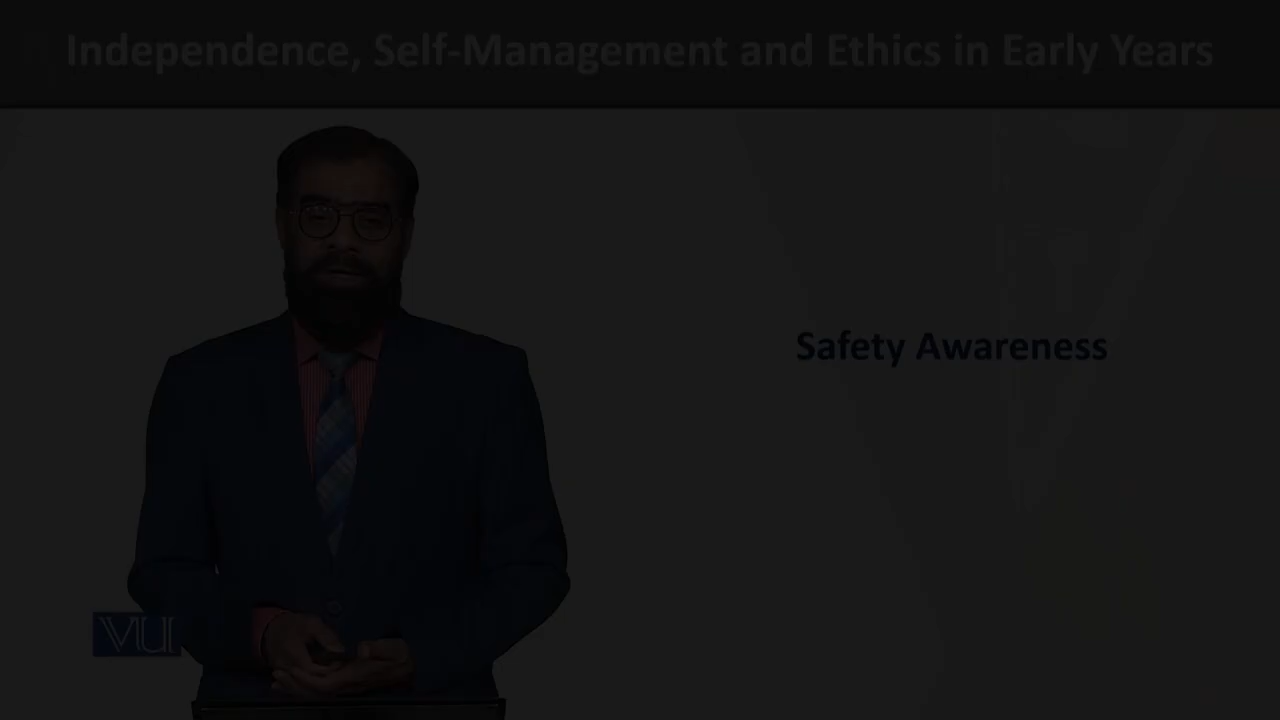 Independence, Self-Management and Ethics in Early Years
Safety Awareness
VU